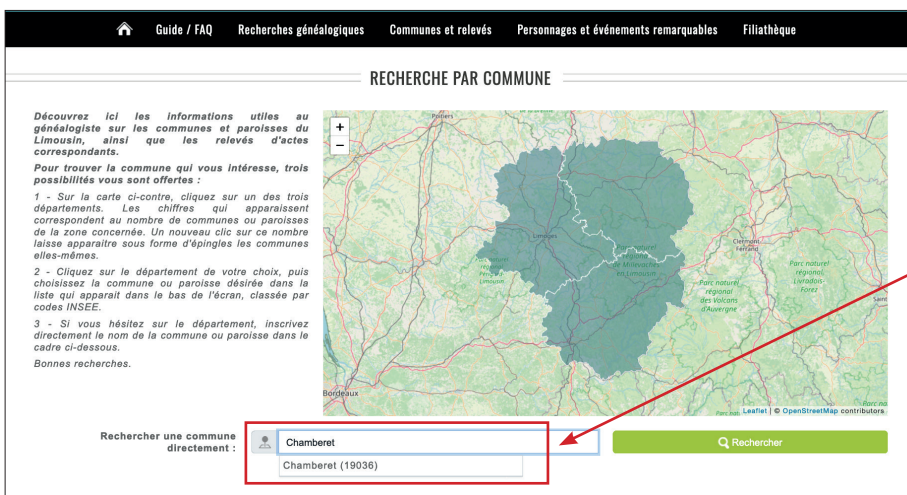 Guide / FAQ Recherches généalogiques Communes et relevés Personnages et événements remarquables Filiathèque
RECHERCHE PAR COMMUNE
Découvrez ici les informations utiles au
généalogiste sur les communes et paroisses du
Limousin, ainsi que les relevés d'actes
correspondants.
Pour trouver la commune qui vous intéresse, trois
possibilités vous sont offertes :
1 - Sur la carte ci-contre, cliquez sur un des trois
départements. Les chiffres qui apparaissent
correspondent au nombre de communes ou paroisses
de la zone concernée. Un nouveau clic sur ce nombre
laisse apparaitre sous forme d'épingles les communes
elles-mêmes.
2 - Cliquez sur le département de votre choix, puis
choisissez la commune ou paroisse désirée dans la
liste qui apparait dans le bas de l'écran, classée par
codes INSEE.
3 - Si vous hésitez sur le département, inscrivez
directement le nom de la commune ou paroisse dans le
cadre ci-dessous.
Bonnes recherches.
+
−
Poitiers
Limoges
Parc naturel
régional
de Millevaches
en Limousin
Périgord-
Limousin
Clermont-
Ferrand
Parc naturel
régional
des Volcans
d'Auvergne
Parc naturel
régional
Livradois-
Forez
Saint
Bordeaux
Leaflet | © OpenStreetMap contributors
Rechercher une commune
directement :
Chamberet
Rechercher
Chamberet (19036)